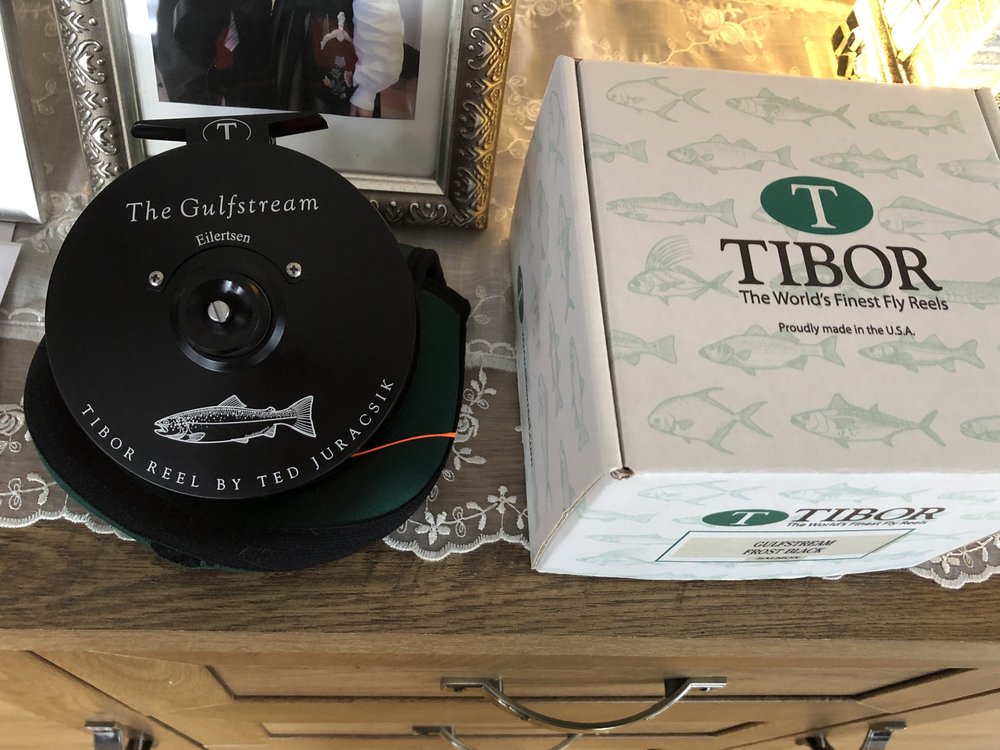 T
The Gulfstream
Eilertsen
TIBOR REEL BY TED JURACSIK
T
TIBOR
The World's Finest Fly Reels
Proudly made in the U.S.A.
T
TIBOR
The World's Finest Fly Reels
GULFSTREAM
FROST BLACK
SALMON